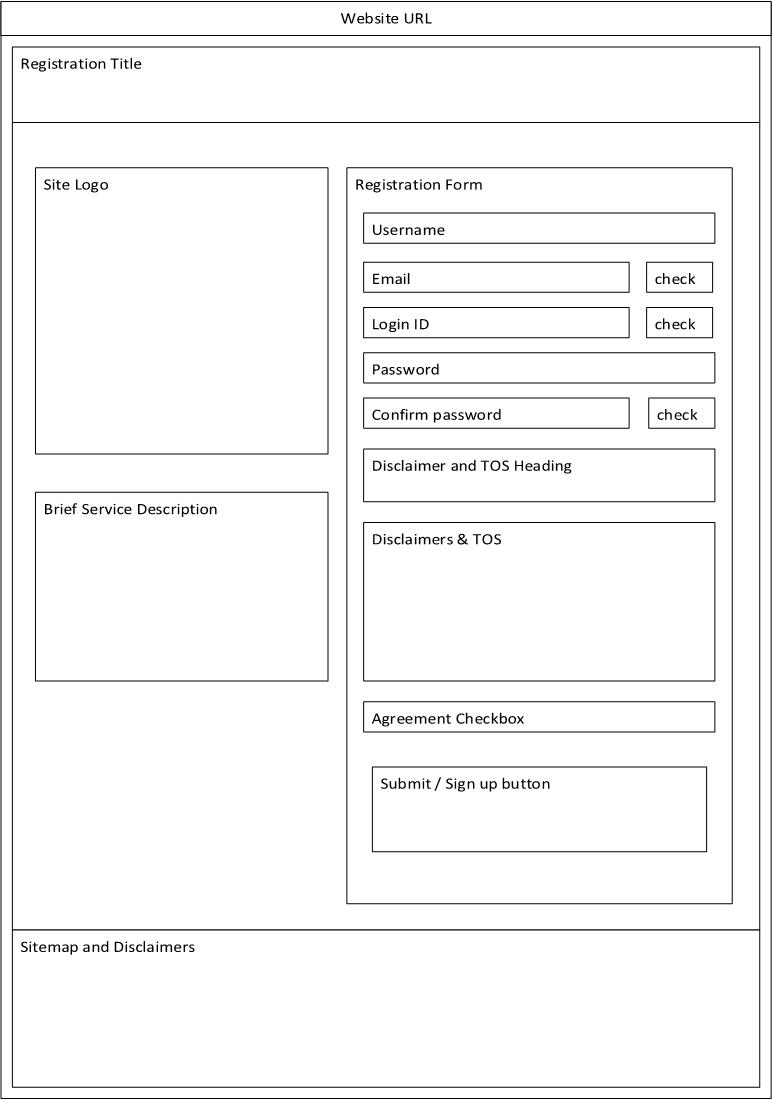 Website URL
Registration Title
Site Logo
Brief Service Description
Registration Form
Username
Email
check
Login ID
check
Password
Confirm password
check
Disclaimer and TOS Heading
Disclaimers & TOS
Agreement Checkbox
Submit / Sign up button
Sitemap and Disclaimers